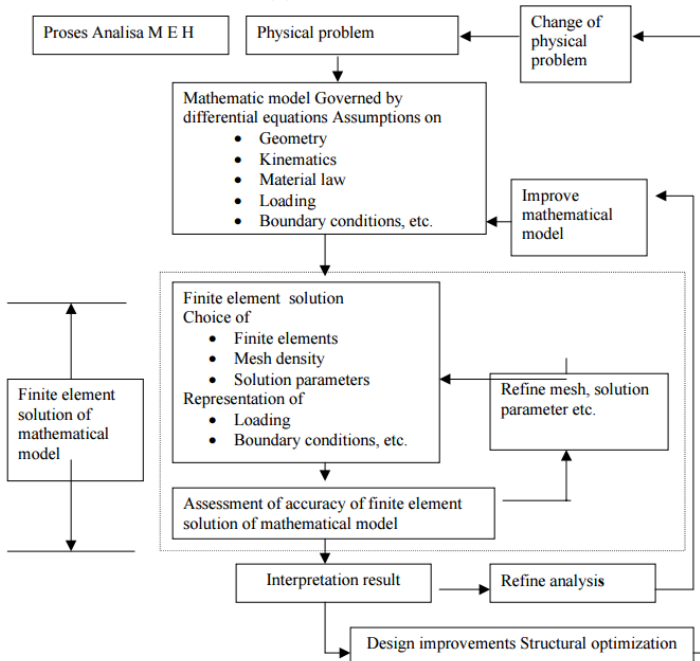 Proses Analisa M E H
Physical problem
Change of
physical
problem
Mathematic model Governed by
differential equations Assumptions on
• Geometry
• Kinematics
• Material law
• Loading
• Boundary conditions, etc.
Improve
mathematical
model
Finite element solution
Choice of
• Finite elements
• Mesh density
• Solution parameters
Representation of
• Loading
• Boundary conditions, etc.
Finite element
solution of
mathematical
model
Refine mesh, solution
parameter etc.
Assessment of accuracy of finite element
solution of mathematical model
Interpretation result
Refine analysis
Design improvements Structural optimization